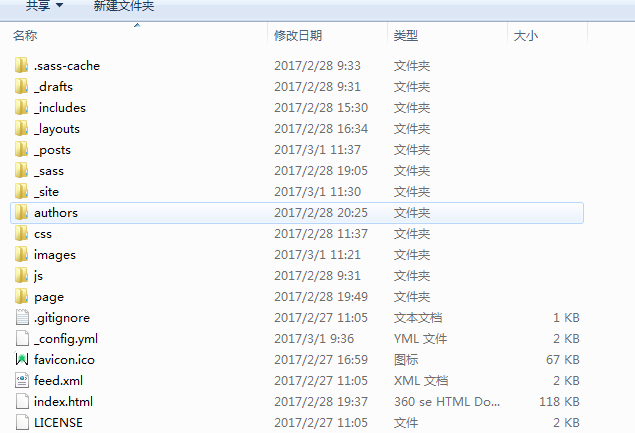 共享 新建文件夹
名称 修改日期 类型 大小
.sass-cache 2017/2/28 9:33 文件夹
_drafts 2017/2/28 9:31 文件夹
_includes 2017/2/28 15:30 文件夹
_layouts 2017/2/28 16:34 文件夹
_posts 2017/3/1 11:37 文件夹
_sass 2017/2/28 19:05 文件夹
_site 2017/3/1 11:30 文件夹
authors 2017/2/28 20:25 文件夹
css 2017/2/28 11:37 文件夹
images 2017/3/1 11:21 文件夹
js 2017/2/28 9:31 文件夹
page 2017/2/28 19:49 文件夹
.gitignore 2017/2/27 11:05 文本文档 1 KB
_config.yml 2017/3/1 9:36 YML 文件 2 KB
favicon.ico 2017/2/27 16:59 图标 67 KB
feed.xml 2017/2/27 11:05 XML 文档 2 KB
index.html 2017/2/28 19:37 360 se HTML Do... 118 KB
LICENSE 2017/2/27 11:05 文件 2 KB